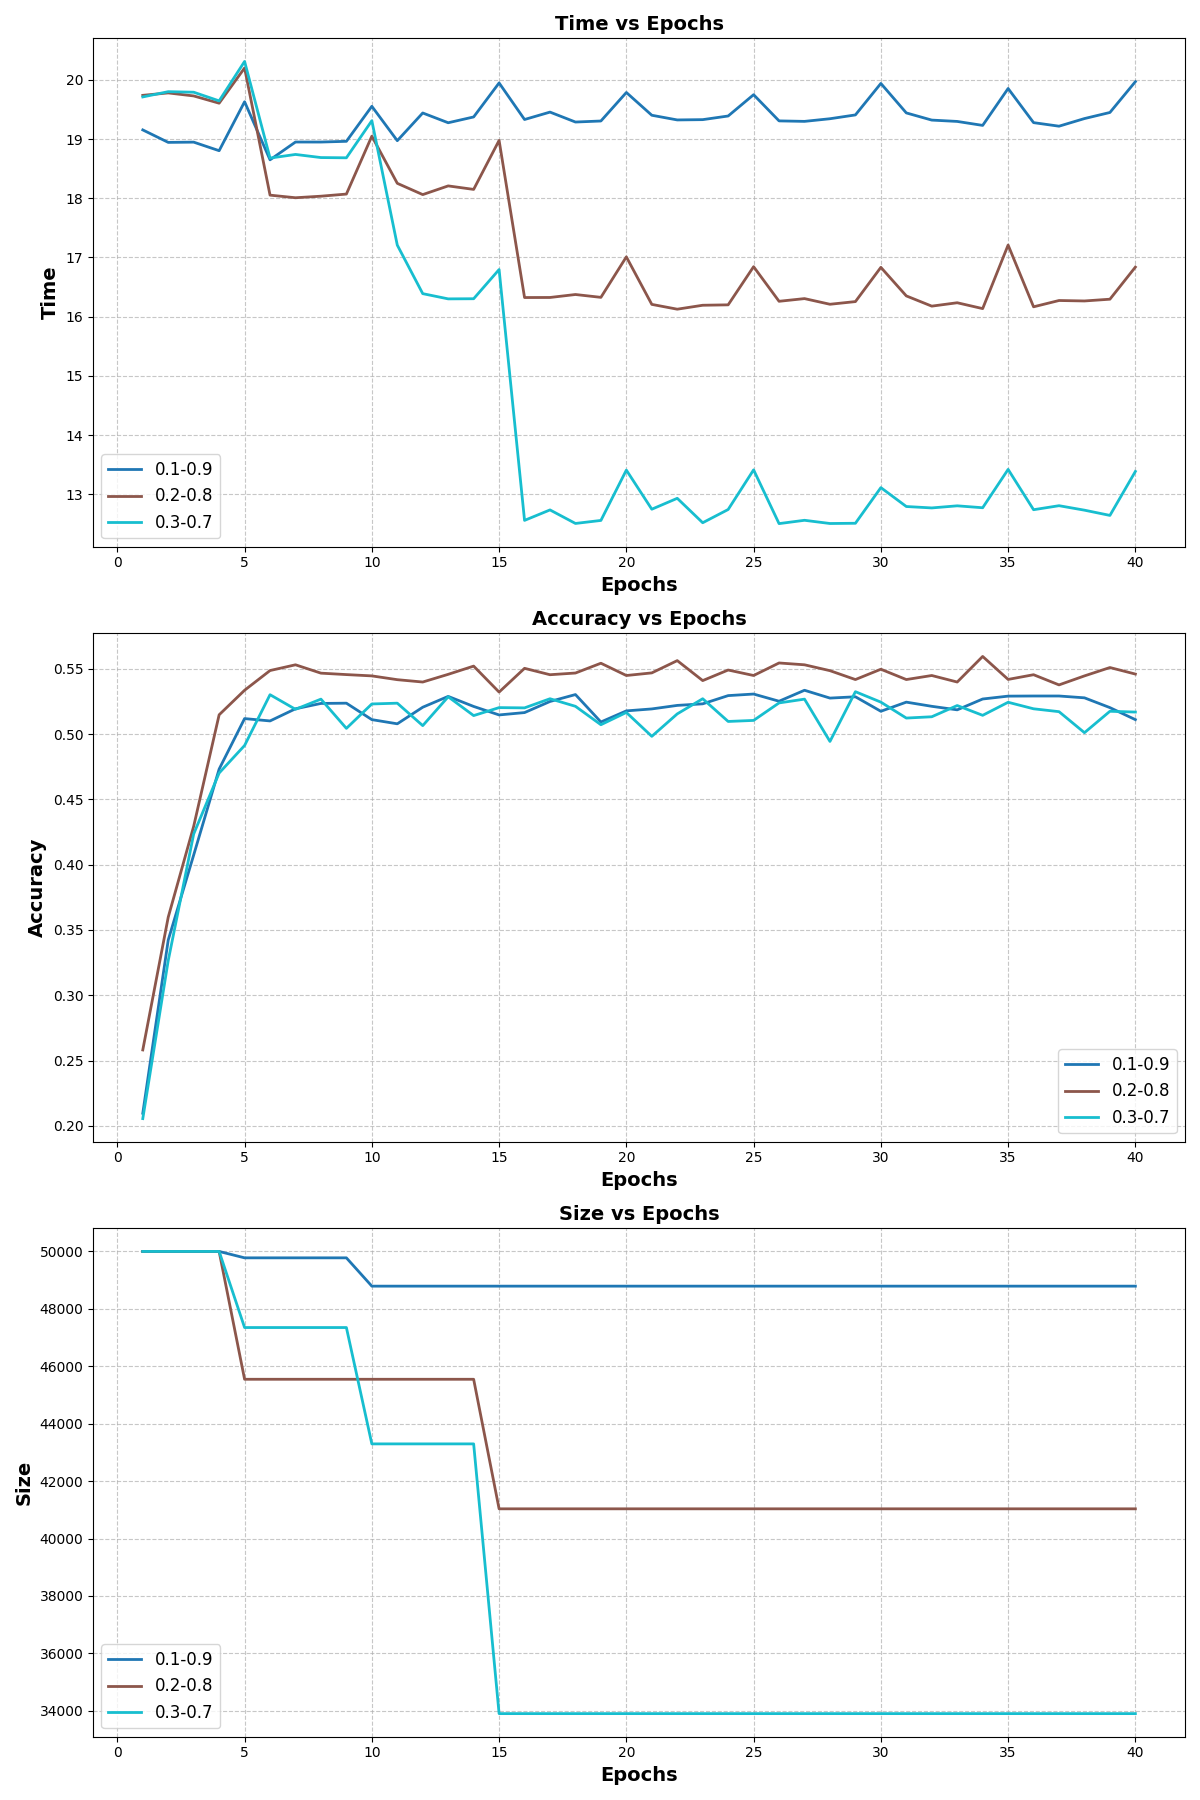 Time vs Epochs
Time
20
19
18
17
16
15
14
13
0.1-0.9
0.2-0.8
0.3-0.7
0 5 10 15 20 25 30 35 40
Epochs
Accuracy vs Epochs
Accuracy
0.55
0.50
0.45
0.40
0.35
0.30
0.25
0.20
0.1-0.9
0.2-0.8
0.3-0.7
0 5 10 15 20 25 30 35 40
Epochs
Size vs Epochs
Size
50000
48000
46000
44000
42000
40000
38000
36000
34000
0.1-0.9
0.2-0.8
0.3-0.7
0 5 10 15 20 25 30 35 40
Epochs